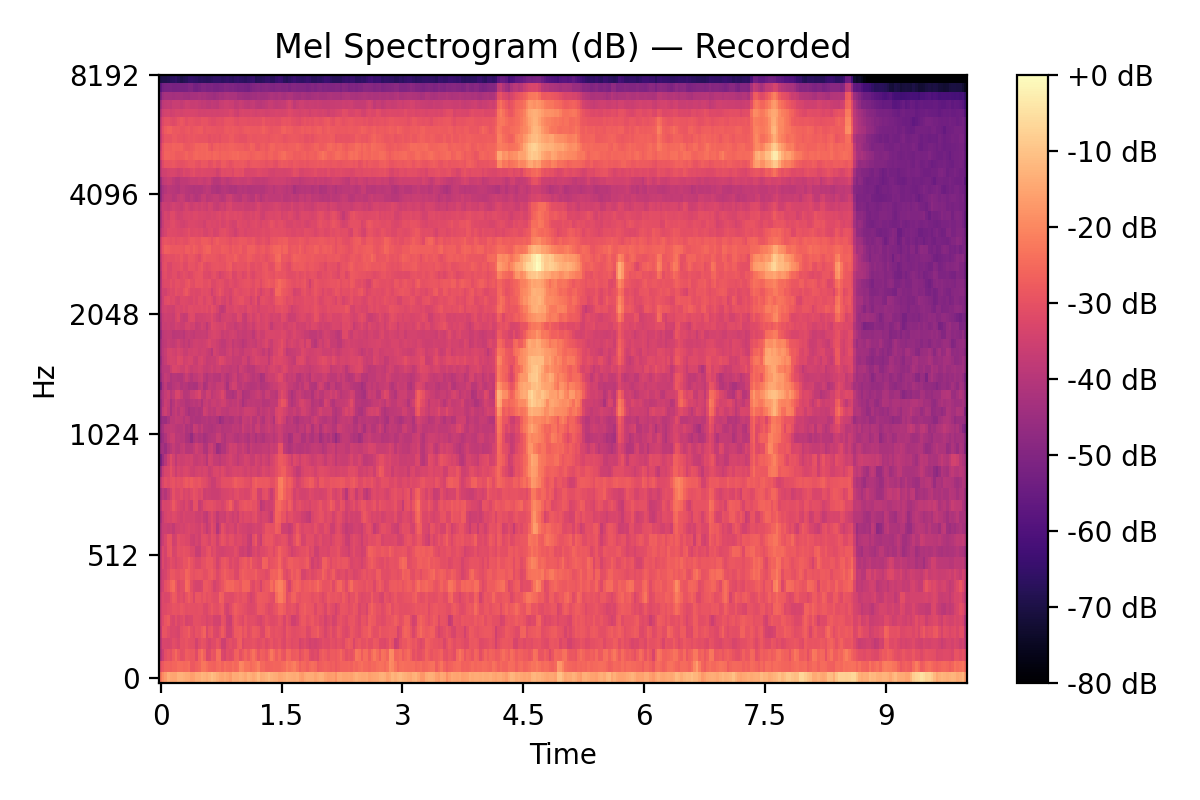 Mel Spectrogram (dB) — Recorded
8192
4096
2048
1024
512
0
Hz
0 1.5 3 4.5 6 7.5 9
Time
+0 dB
-10 dB
-20 dB
-30 dB
-40 dB
-50 dB
-60 dB
-70 dB
-80 dB